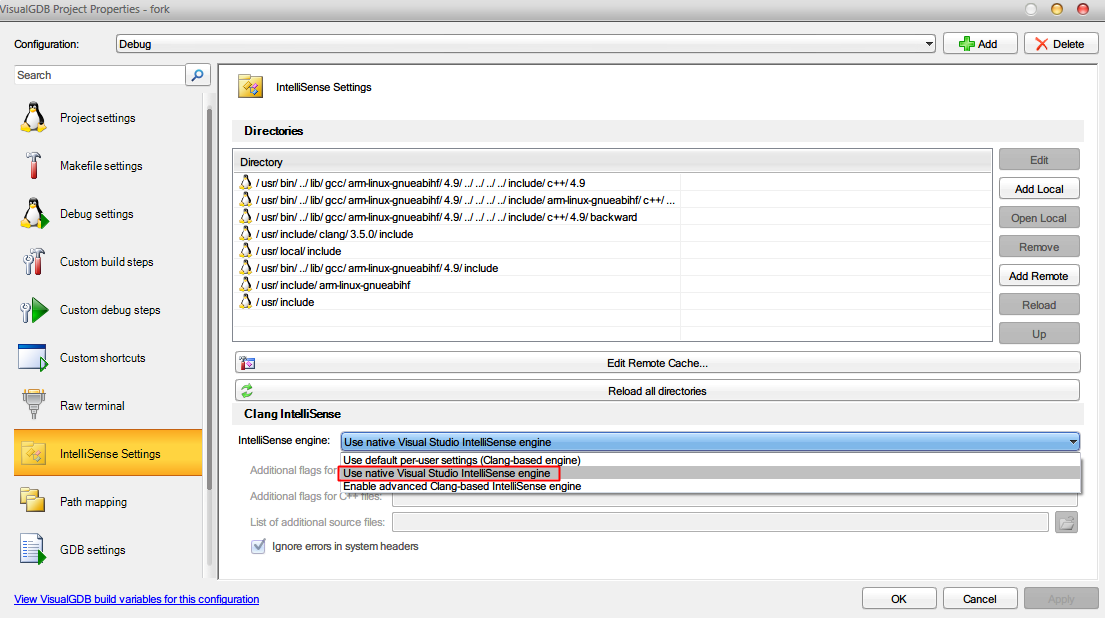 VisualGDB Project Properties - fork
Configuration:
Debug
Add
Delete
Search
Project settings
Makefile settings
Debug settings
Custom build steps
Custom debug steps
Custom shortcuts
Raw terminal
IntelliSense Settings
Path mapping
GDB settings
IntelliSense Settings
Directories
Directory
/usr/bin/../lib/gcc/arm-linux-gnueabihf/4.9/../../../../include/c++/4.9
/usr/bin/../lib/gcc/arm-linux-gnueabihf/4.9/../../../../include/arm-linux-gnueabihf/c++/...
/usr/bin/../lib/gcc/arm-linux-gnueabihf/4.9/../../../../include/c++/4.9/backward
/usr/include/clang/3.5.0/include
/usr/local/include
/usr/bin/../lib/gcc/arm-linux-gnueabihf/4.9/include
/usr/include/arm-linux-gnueabihf
/usr/include
Edit
Add Local
Open Local
Remove
Add Remote
Reload
Up
Edit Remote Cache...
Reload all directories
Clang IntelliSense
IntelliSense engine:
Use native Visual Studio IntelliSense engine
Use default per-user settings (Clang-based engine)
Use native Visual Studio IntelliSense engine
Enable advanced Clang-based IntelliSense engine
Additional flags for
Additional flags for C++ files:
List of additional source files:
Ignore errors in system headers
View VisualGDB build variables for this configuration
OK
Cancel
Apply